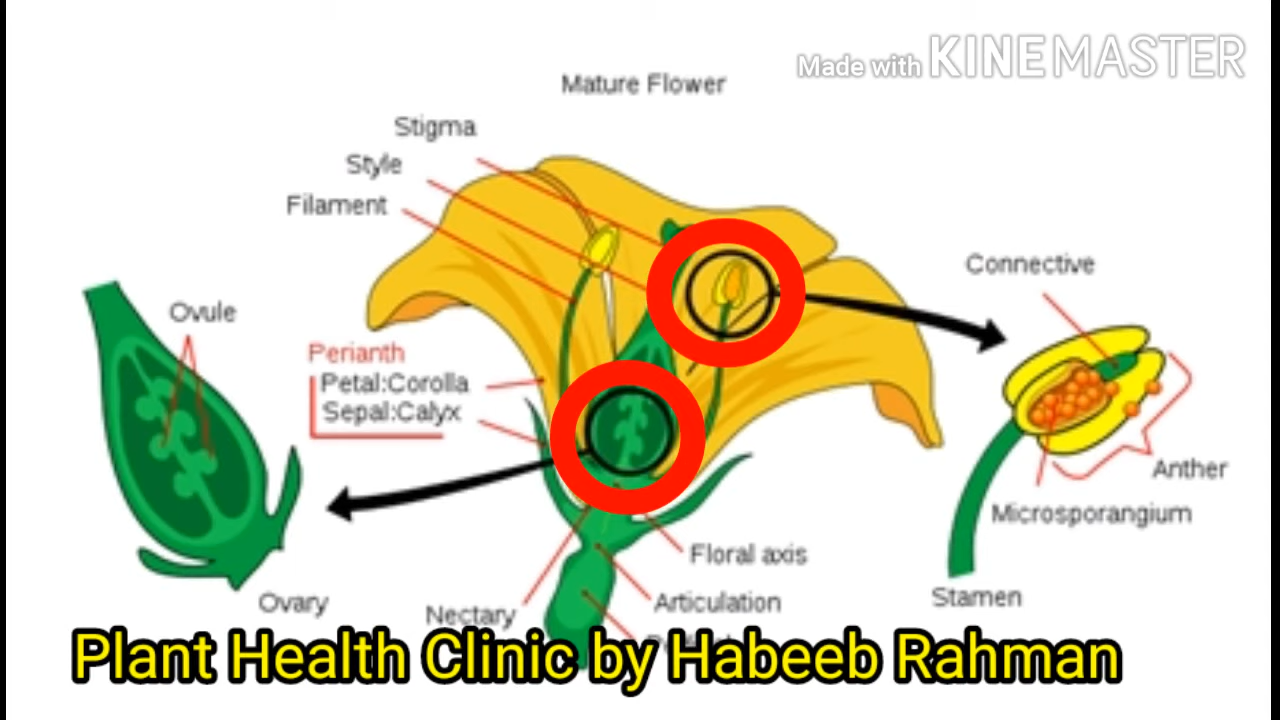 Made with KINEMASTER
Mature Flower
Stigma
Style
Filament
Connective
Ovule
Perianth
Petal:Corolla
Sepal:Calyx
Anther
Microsporangium
Floral axis
Stamen
Ovary
Articulation
Nectary
Plant Health Clinic by Habeeb Rahman